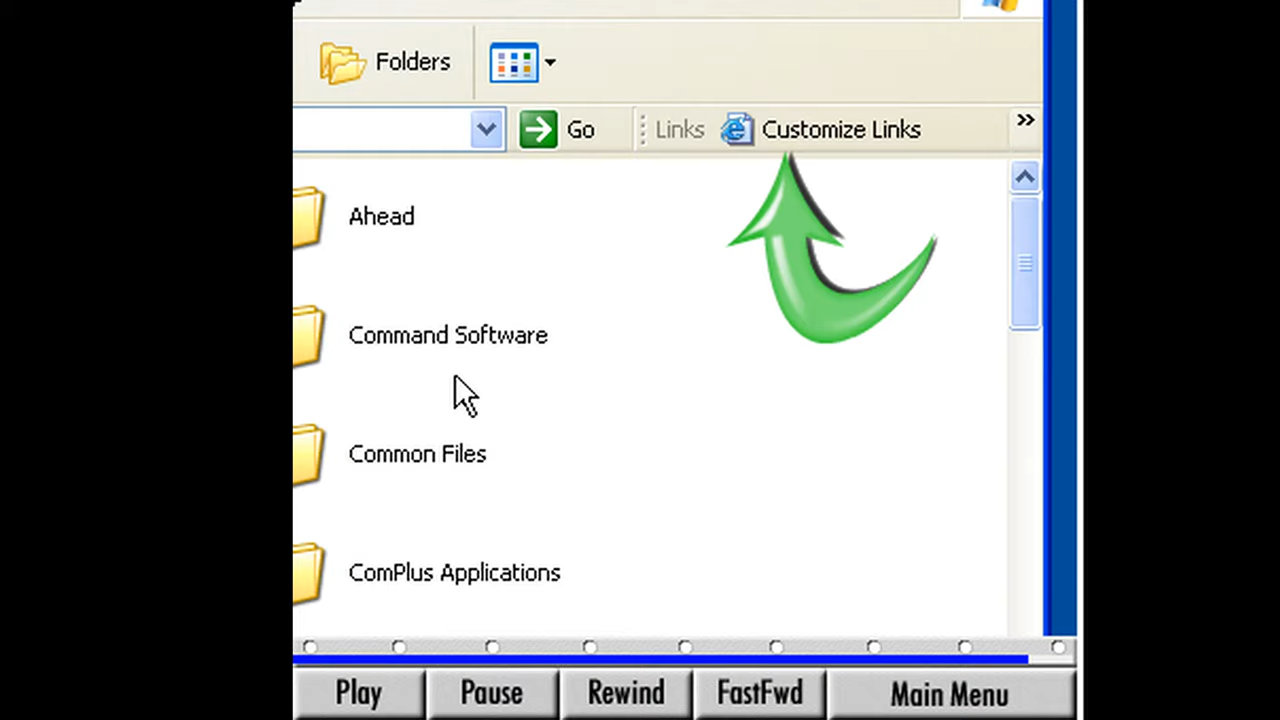 Folders
Go Links Customize Links »
Ahead
Command Software
Common Files
ComPlus Applications
Play Pause Rewind FastFwd Main Menu